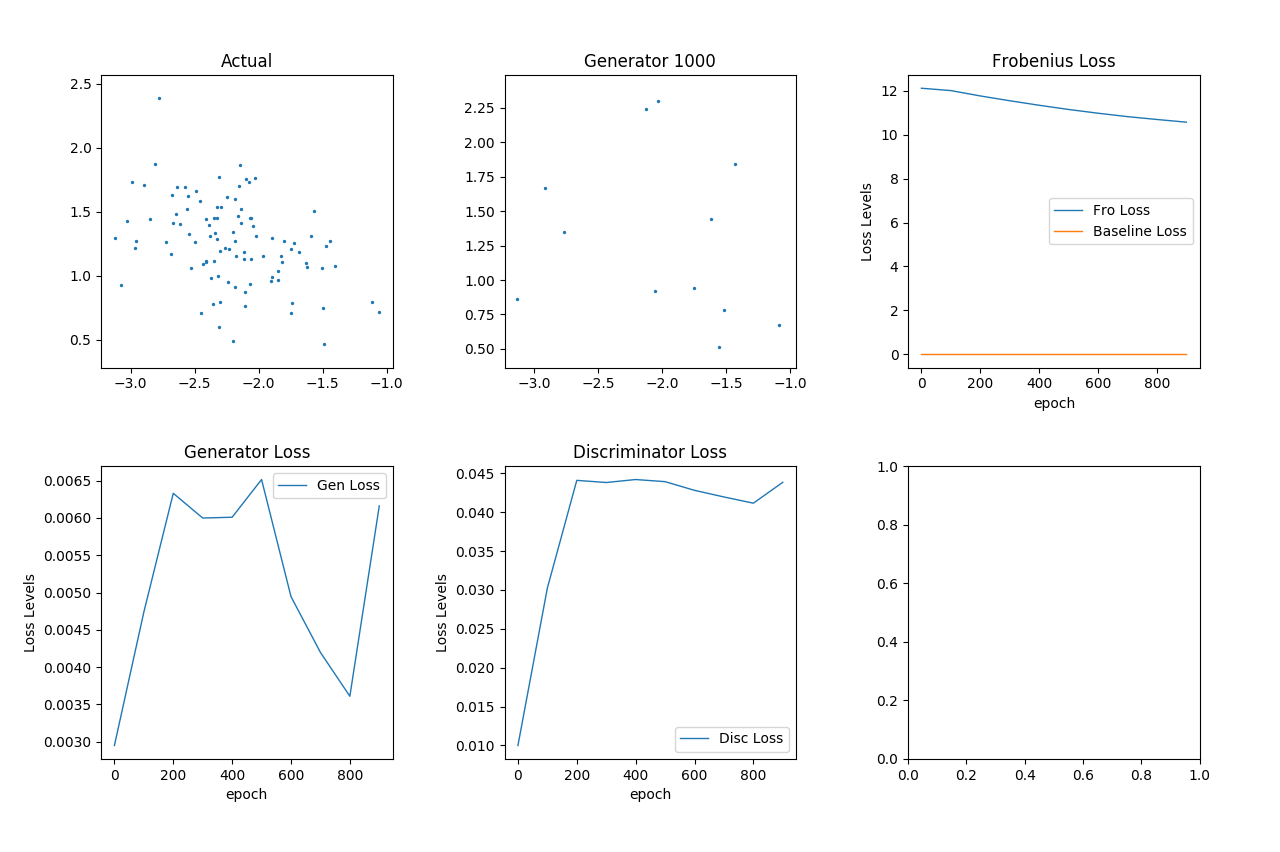 Actual
2.5
2.0
1.5
1.0
0.5
−3.0 −2.5 −2.0 −1.5 −1.0
Generator 1000
2.25
2.00
1.75
1.50
1.25
1.00
0.75
0.50
−3.0 −2.5 −2.0 −1.5 −1.0
Frobenius Loss
Loss Levels
12
10
8
6
4
2
0
Fro Loss
Baseline Loss
0 200 400 600 800
epoch
Generator Loss
Loss Levels
0.0065
0.0060
0.0055
0.0050
0.0045
0.0040
0.0035
0.0030
Gen Loss
0 200 400 600 800
epoch
Discriminator Loss
Loss Levels
0.045
0.040
0.035
0.030
0.025
0.020
0.015
0.010
Disc Loss
0 200 400 600 800
epoch
1.0
0.8
0.6
0.4
0.2
0.0
0.0 0.2 0.4 0.6 0.8 1.0